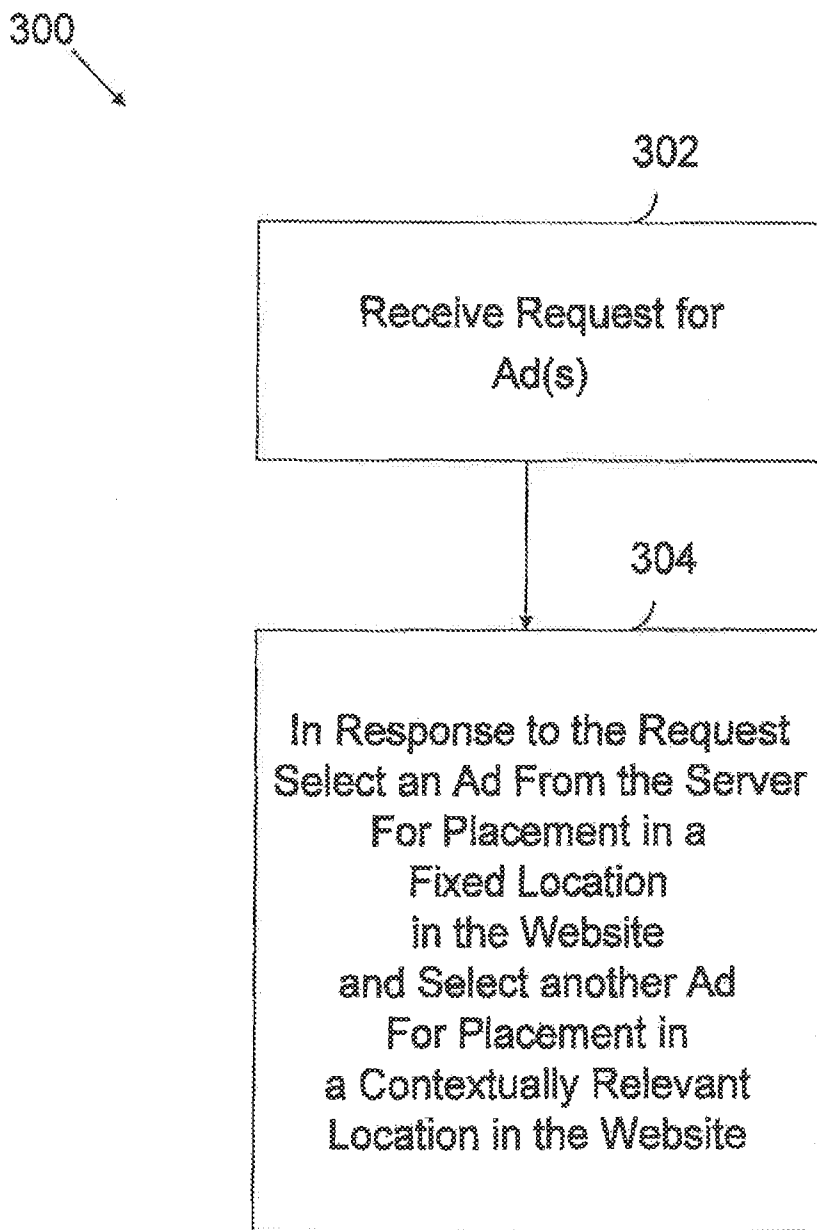 300
302
Receive Request for
Ad(s)
304
In Response to the Request
Select an Ad From the Server
For Placement in a
Fixed Location
in the Website
and Select another Ad
For Placement in
a Contextually Relevant
Location in the Website